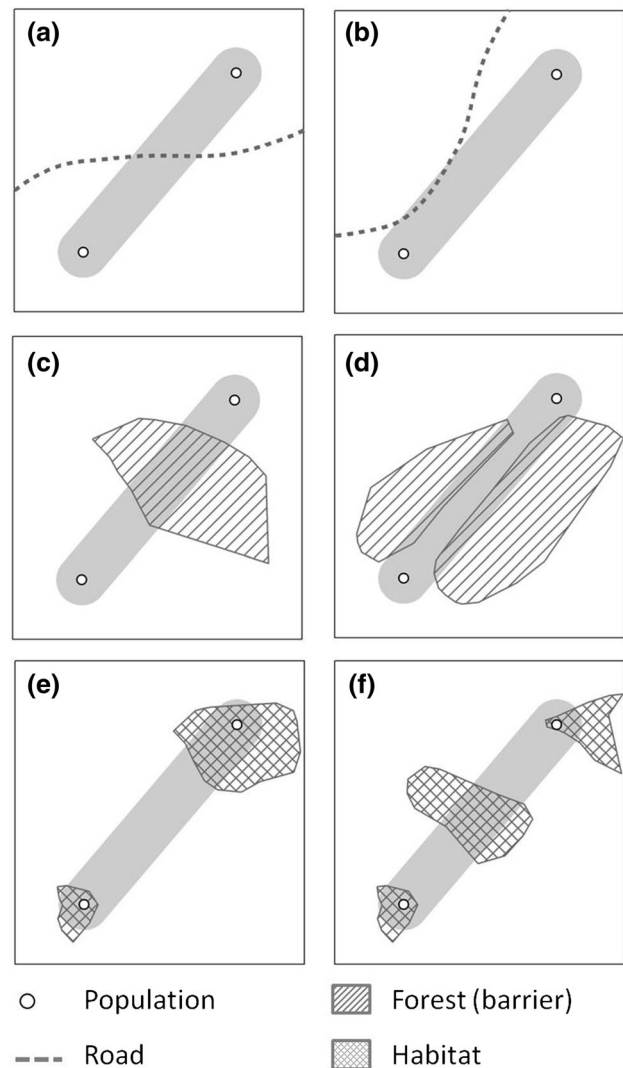 (a)
(b)
(c)
(d)
(e)
(f)
Population
Forest (barrier)
Road
Habitat